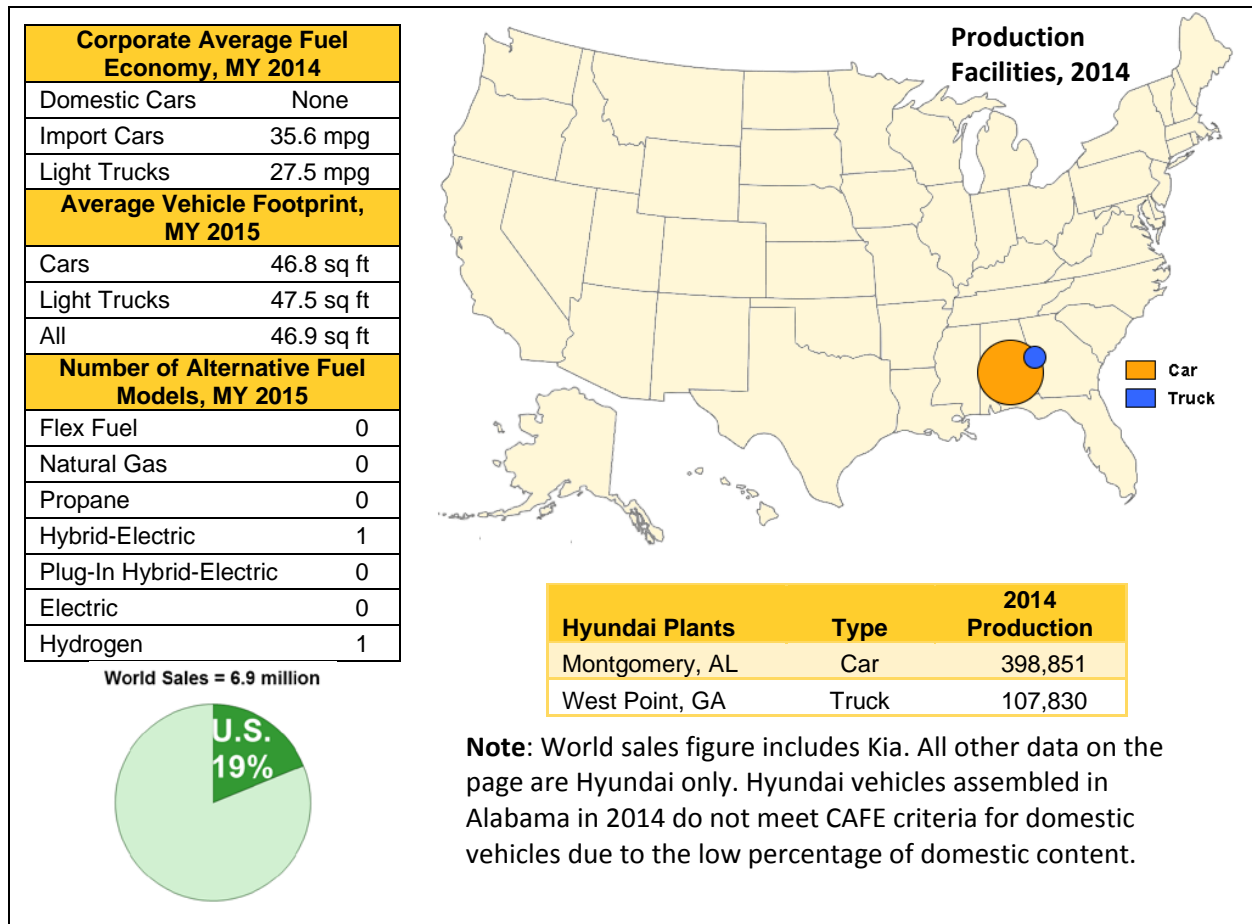 Corporate Average Fuel
Economy, MY 2014
Domestic Cars None
Import Cars 35.6 mpg
Light Trucks 27.5 mpg
Average Vehicle Footprint,
MY 2015
Cars 46.8 sq ft
Light Trucks 47.5 sq ft
All 46.9 sq ft
Number of Alternative Fuel
Models, MY 2015
Flex Fuel 0
Natural Gas 0
Propane 0
Hybrid-Electric 1
Plug-In Hybrid-Electric 0
Electric 0
Hydrogen 1
World Sales = 6.9 million
U.S.
19%
Production
Facilities, 2014
Car
Truck
Hyundai Plants Type 2014 Production
Montgomery, AL Car 398,851
West Point, GA Truck 107,830
Note: World sales figure includes Kia. All other data on the
page are Hyundai only. Hyundai vehicles assembled in
Alabama in 2014 do not meet CAFE criteria for domestic
vehicles due to the low percentage of domestic content.